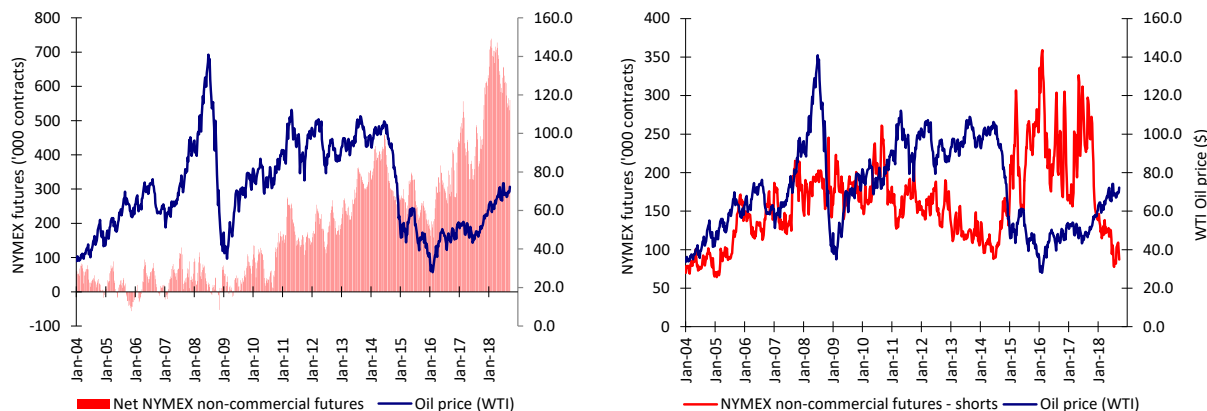 NYMEX futures ('000 contracts)
800
700
600
500
400
300
200
100
0
-100
160.0
140.0
120.0
100.0
80.0
60.0
40.0
20.0
0.0
Jan-04
Jan-05
Jan-06
Jan-07
Jan-08
Jan-09
Jan-10
Jan-11
Jan-12
Jan-13
Jan-14
Jan-15
Jan-16
Jan-17
Jan-18
Net NYMEX non-commercial futures
Oil price (WTI)
NYMEX futures ('000 contracts)
400
350
300
250
200
150
100
50
0
160.0
140.0
120.0
100.0
80.0
60.0
40.0
20.0
0.0
WTI Oil price ($)
Jan-04
Jan-05
Jan-06
Jan-07
Jan-08
Jan-09
Jan-10
Jan-11
Jan-12
Jan-13
Jan-14
Jan-15
Jan-16
Jan-17
Jan-18
NYMEX non-commercial futures - shorts
Oil price (WTI)